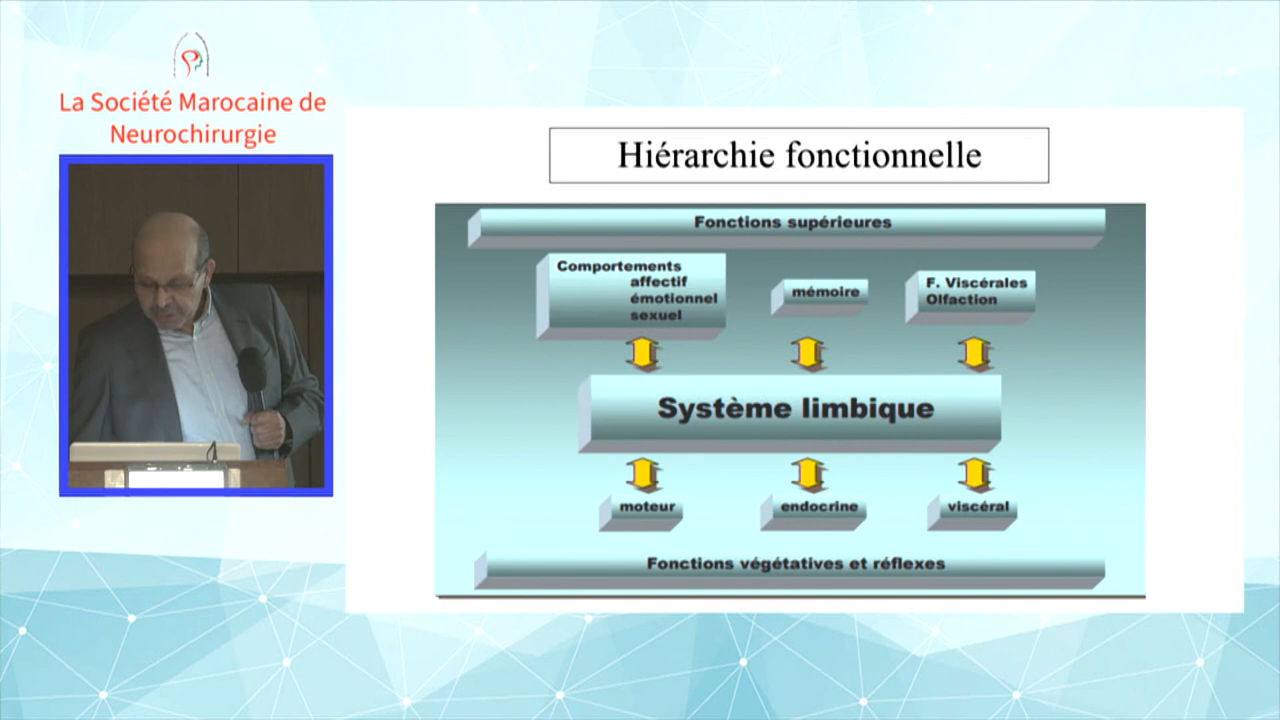 La Société Marocaine de
Neurochirurgie
Hiérarchie fonctionnelle
Fonctions supérieures
Comportements
affectif
émotionnel
sexuel
mémoire
F. Viscérales
Olfaction
Système limbique
moteur
endocrine
viscéral
Fonctions végétatives et réflexes